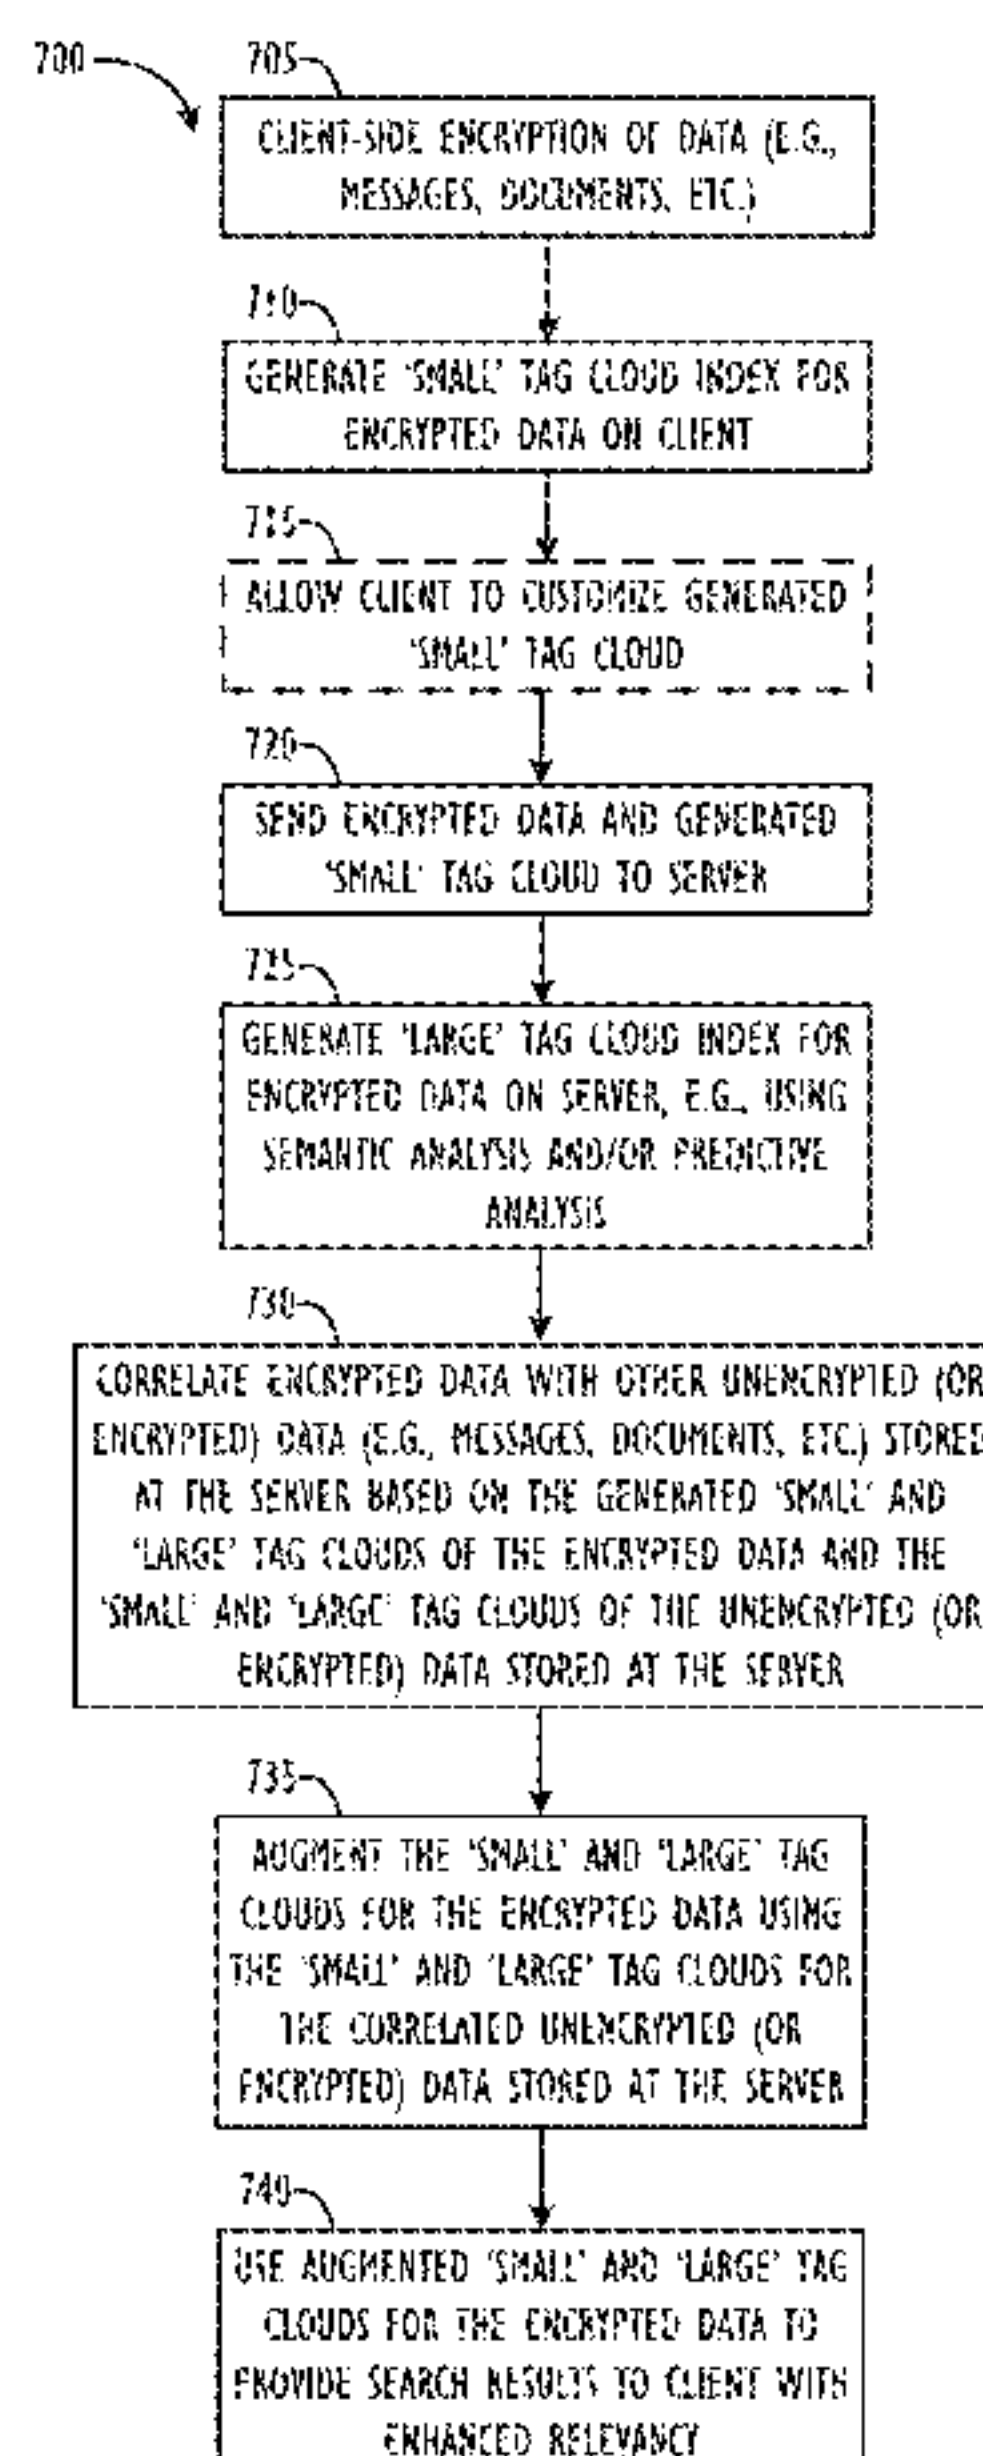 700
705
CLIENT-SIDE ENCRYPTION OF DATA (E.G.,
MESSAGES, DOCUMENTS, ETC.)
710
GENERATE 'SMALL' TAG CLOUD INDEX FOR
ENCRYPTED DATA ON CLIENT
715
ALLOW CLIENT TO CUSTOMIZE GENERATED
'SMALL' TAG CLOUD
720
SEND ENCRYPTED DATA AND GENERATED
'SMALL' TAG CLOUD TO SERVER
725
GENERATE 'LARGE' TAG CLOUD INDEX FOR
ENCRYPTED DATA ON SERVER, E.G., USING
SEMANTIC ANALYSIS AND/OR PREDICTIVE
ANALYSIS
730
CORRELATE ENCRYPTED DATA WITH OTHER UNENCRYPTED (OR
ENCRYPTED) DATA (E.G., MESSAGES, DOCUMENTS, ETC.) STORED
AT THE SERVER BASED ON THE GENERATED 'SMALL' AND
'LARGE' TAG CLOUDS OF THE ENCRYPTED DATA AND THE
'SMALL' AND 'LARGE' TAG CLOUDS OF THE UNENCRYPTED (OR
ENCRYPTED) DATA STORED AT THE SERVER
735
AUGMENT THE 'SMALL' AND 'LARGE' TAG
CLOUDS FOR THE ENCRYPTED DATA USING
THE 'SMALL' AND 'LARGE' TAG CLOUDS FOR
THE CORRELATED UNENCRYPTED (OR
ENCRYPTED) DATA STORED AT THE SERVER
740
USE AUGMENTED 'SMALL' AND 'LARGE' TAG
CLOUDS FOR THE ENCRYPTED DATA TO
PROVIDE SEARCH RESULTS TO CLIENT WITH
ENHANCED RELEVANCY